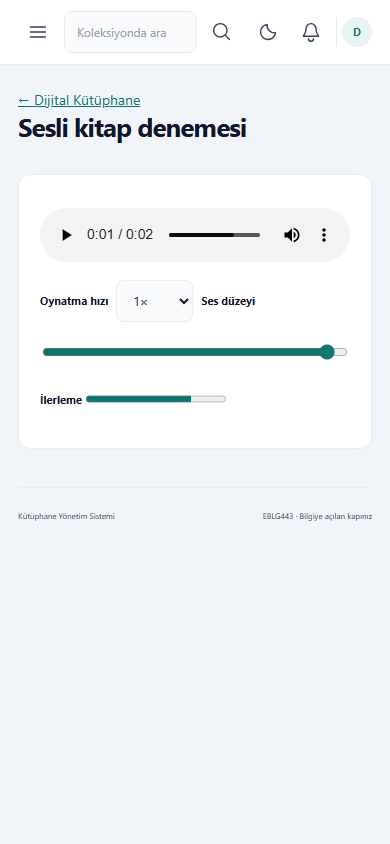 Koleksiyonda ara
D
← Dijital Kütüphane
Sesli kitap denemesi
0:01 / 0:02
Oynatma hızı 1× Ses düzeyi
İlerleme
Kütüphane Yönetim Sistemi EBLG443 · Bilgiye açılan kapınız